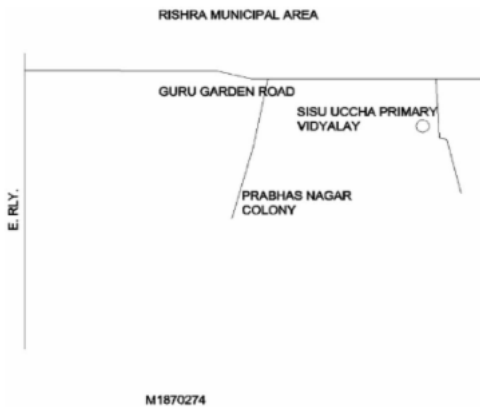 RISHRA MUNICIPAL AREA
GURU GARDEN ROAD
SISU UCCHA PRIMARY
VIDYALAY
PRABHAS NAGAR
COLONY
E. RLY.
M1870274